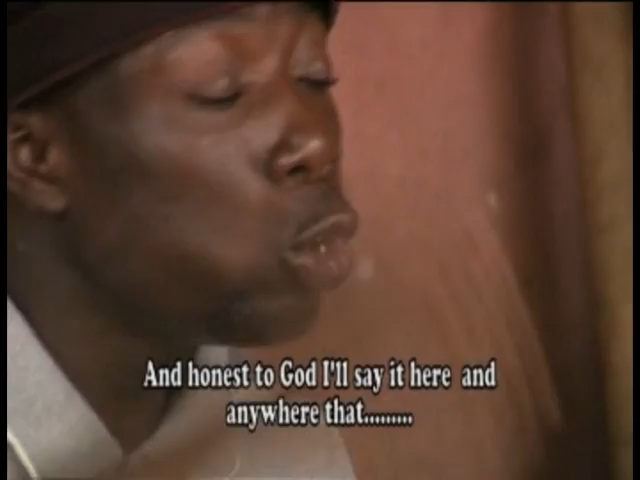 And honest to God I'll say it here and
anywhere that.........